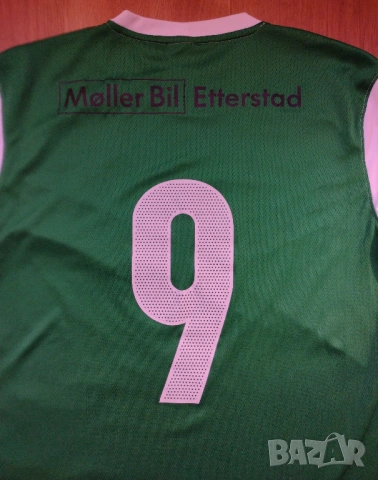 Møller Bil Etterstad
9
BAZAR